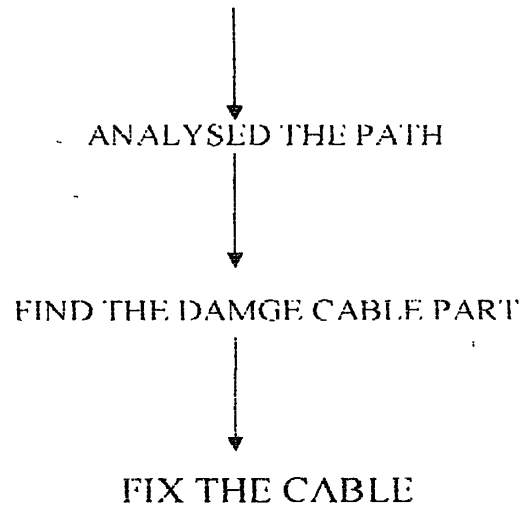 ANALYSED THE PATH
FIND THE DAMGE CABLE PART
FIX THE CABLE